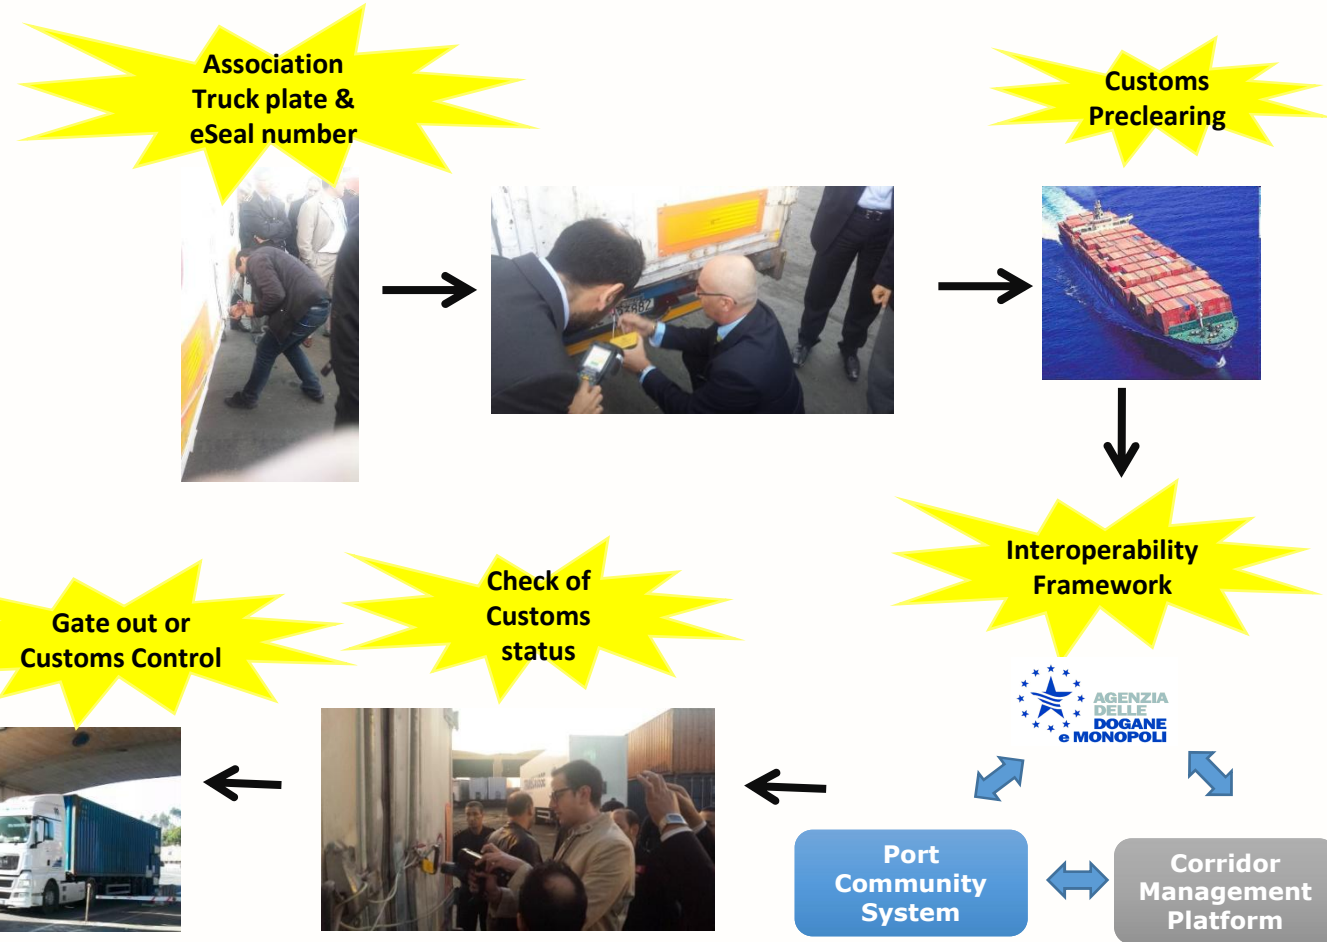 Association
Truck plate &
eSeal number
Customs
Preclearing
Interoperability
Framework
AGENZIA
DELLE
DOGANE
e MONOPOLI
Port
Community
System
Corridor
Management
Platform
Check of
Customs
status
Gate out or
Customs Control